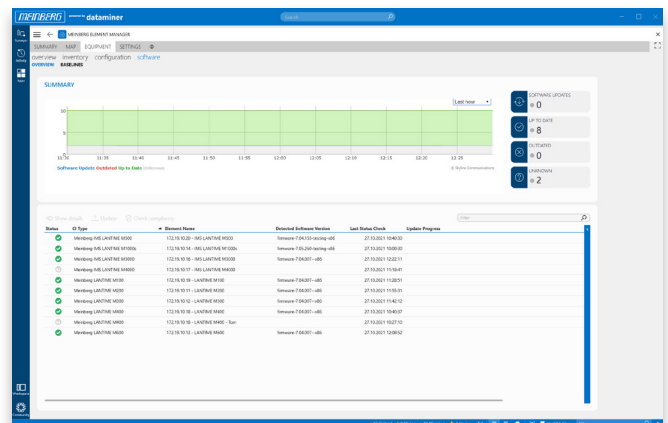 MEINBERG dataminer
Search
MEINBERG ELEMENT MANAGER
SUMMARY MAP EQUIPMENT SETTINGS
overview inventory configuration software
OVERVIEW BASELINES
Surveyor
Activity
Apps
Workspace
Community
SUMMARY
Last hour
10
5
0
11:30 11:35 11:40 11:45 11:50 11:55 12:00 12:05 12:10 12:15 12:20 12:25
Software Update Outdated Up to Date Unknown
© Skyline Communications
SOFTWARE UPDATES
0
UP TO DATE
8
OUTDATED
0
UNKNOWN
2
Show details Update Check compliancy
Filter
Status CI Type Element Name Detected Software Version Last Status Check Update Progress
Meinberg IMS LANTIME M500 172.16.10.20 - IMS LANTIME M500 firmware-7.04.103-testing-x86 27.10.2021 10:40:30
Meinberg IMS LANTIME M1000s 172.16.10.14 - IMS LANTIME M1000s 27.10.2021 10:00:30
Meinberg IMS LANTIME M3000 172.16.10.16 - IMS LANTIME M3000 firmware-7.04.007--x86 27.10.2021 12:22:11
Meinberg IMS LANTIME M4000 172.16.10.17 - IMS LANTIME M4000 27.10.2021 11:16:41
Meinberg LANTIME M100 172.16.10.19 - LANTIME M100 firmware-7.04.007--x86 27.10.2021 11:28:51
Meinberg LANTIME M200 172.16.10.11 - LANTIME M200 firmware-7.04.007--x86 27.10.2021 11:55:31
Meinberg LANTIME M300 172.16.10.12 - LANTIME M300 firmware-7.04.007--x86 27.10.2021 11:42:12
Meinberg LANTIME M400 172.16.10.18 - LANTIME M400 firmware-7.04.007--x86 27.10.2021 10:40:37
Meinberg LANTIME M400 172.16.10.18 - LANTIME M400 - 27.10.2021 10:27:10
Meinberg LANTIME M600 172.16.10.13 - LANTIME M600 firmware-7.04.007--x86 27.10.2021 12:08:52